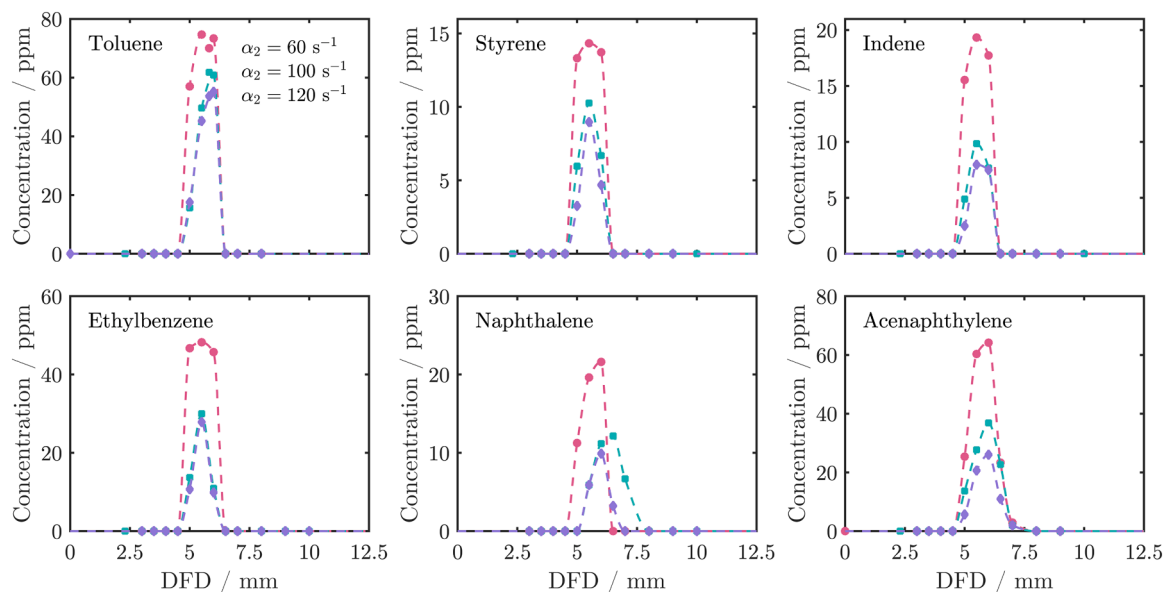 Toluene
α₂ = 60 s⁻¹
α₂ = 100 s⁻¹
α₂ = 120 s⁻¹
Concentration / ppm
80
60
40
20
0
Styrene
Concentration / ppm
15
10
5
0
Indene
Concentration / ppm
20
15
10
5
0
Ethylbenzene
Concentration / ppm
60
40
20
0
0 2.5 5 7.5 10 12.5
DFD / mm
Naphthalene
Concentration / ppm
30
20
10
0
0 2.5 5 7.5 10 12.5
DFD / mm
Acenaphthylene
Concentration / ppm
80
60
40
20
0
0 2.5 5 7.5 10 12.5
DFD / mm